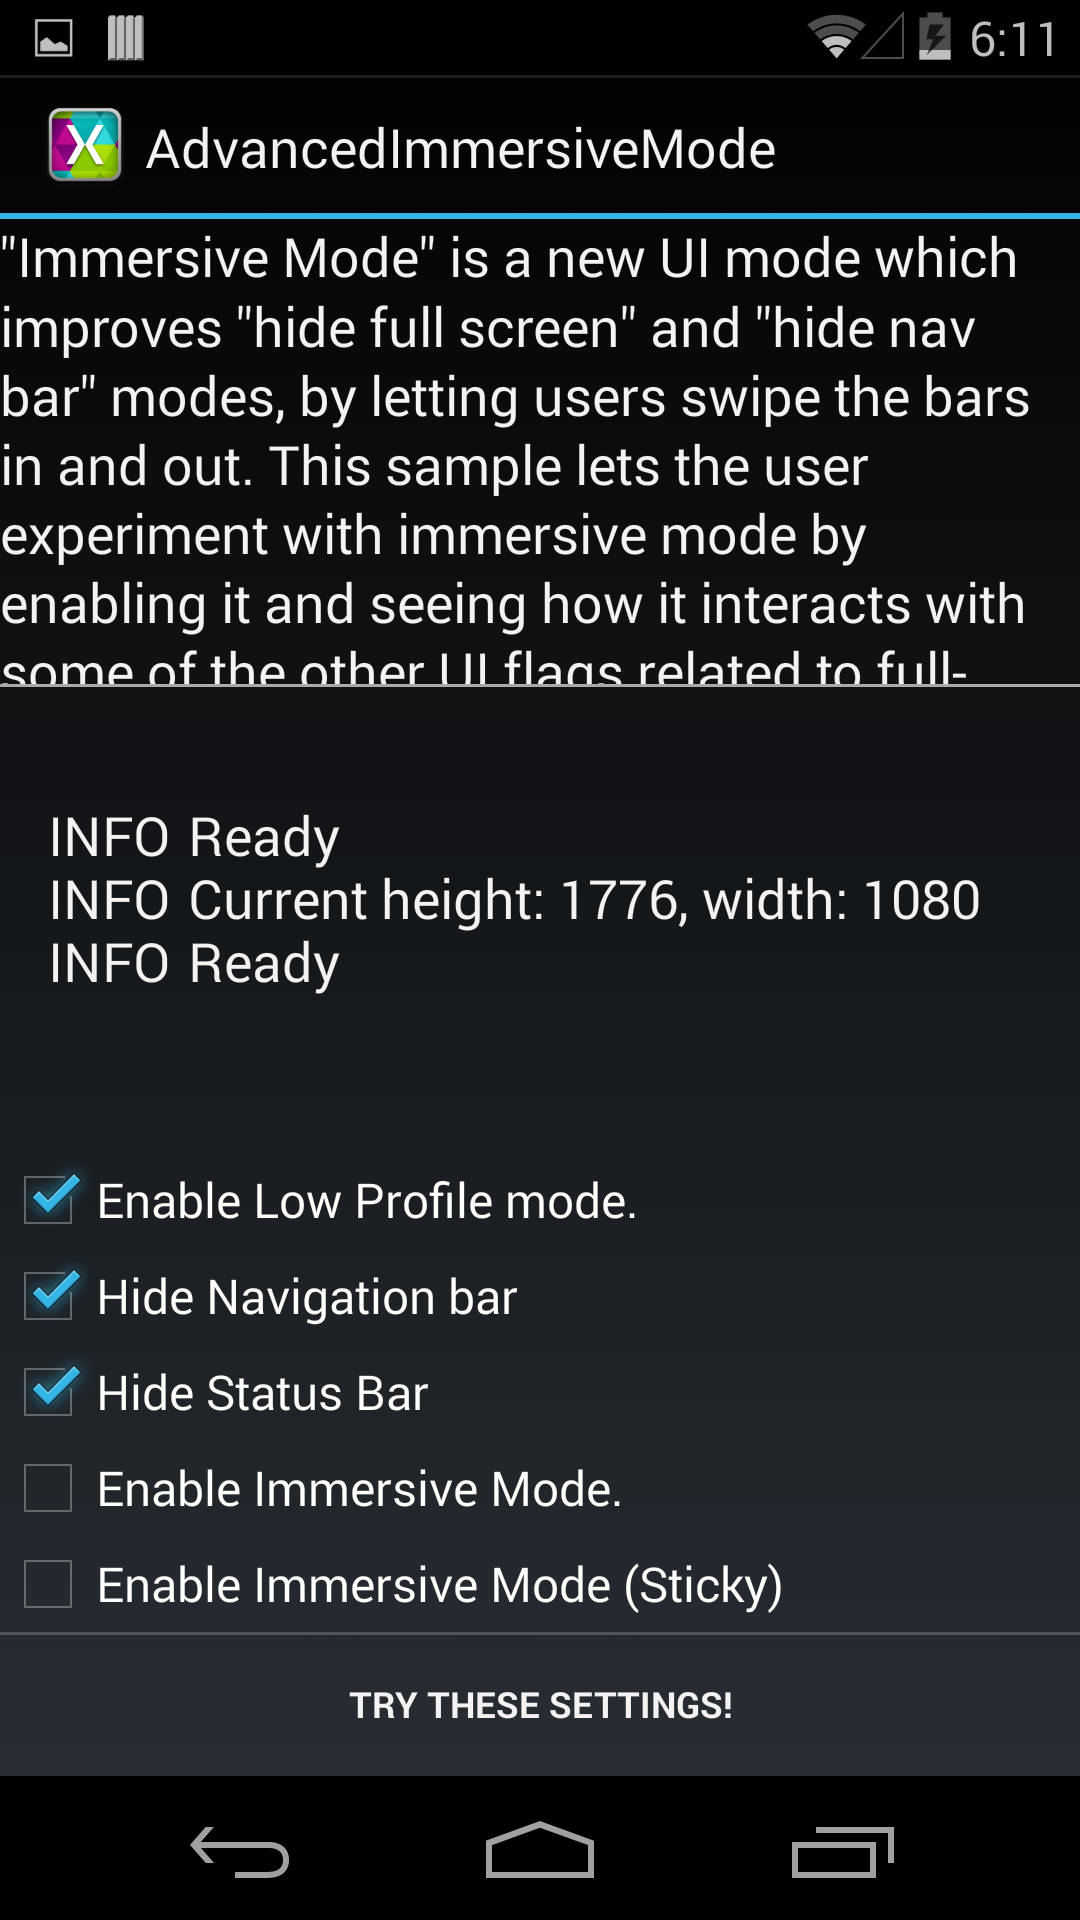 6:11
X AdvancedImmersiveMode
"Immersive Mode" is a new UI mode which
improves "hide full screen" and "hide nav
bar" modes, by letting users swipe the bars
in and out. This sample lets the user
experiment with immersive mode by
enabling it and seeing how it interacts with
some of the other UI flags related to full-
INFO Ready
INFO Current height: 1776, width: 1080
INFO Ready
Enable Low Profile mode.
Hide Navigation bar
Hide Status Bar
Enable Immersive Mode.
Enable Immersive Mode (Sticky)
TRY THESE SETTINGS!